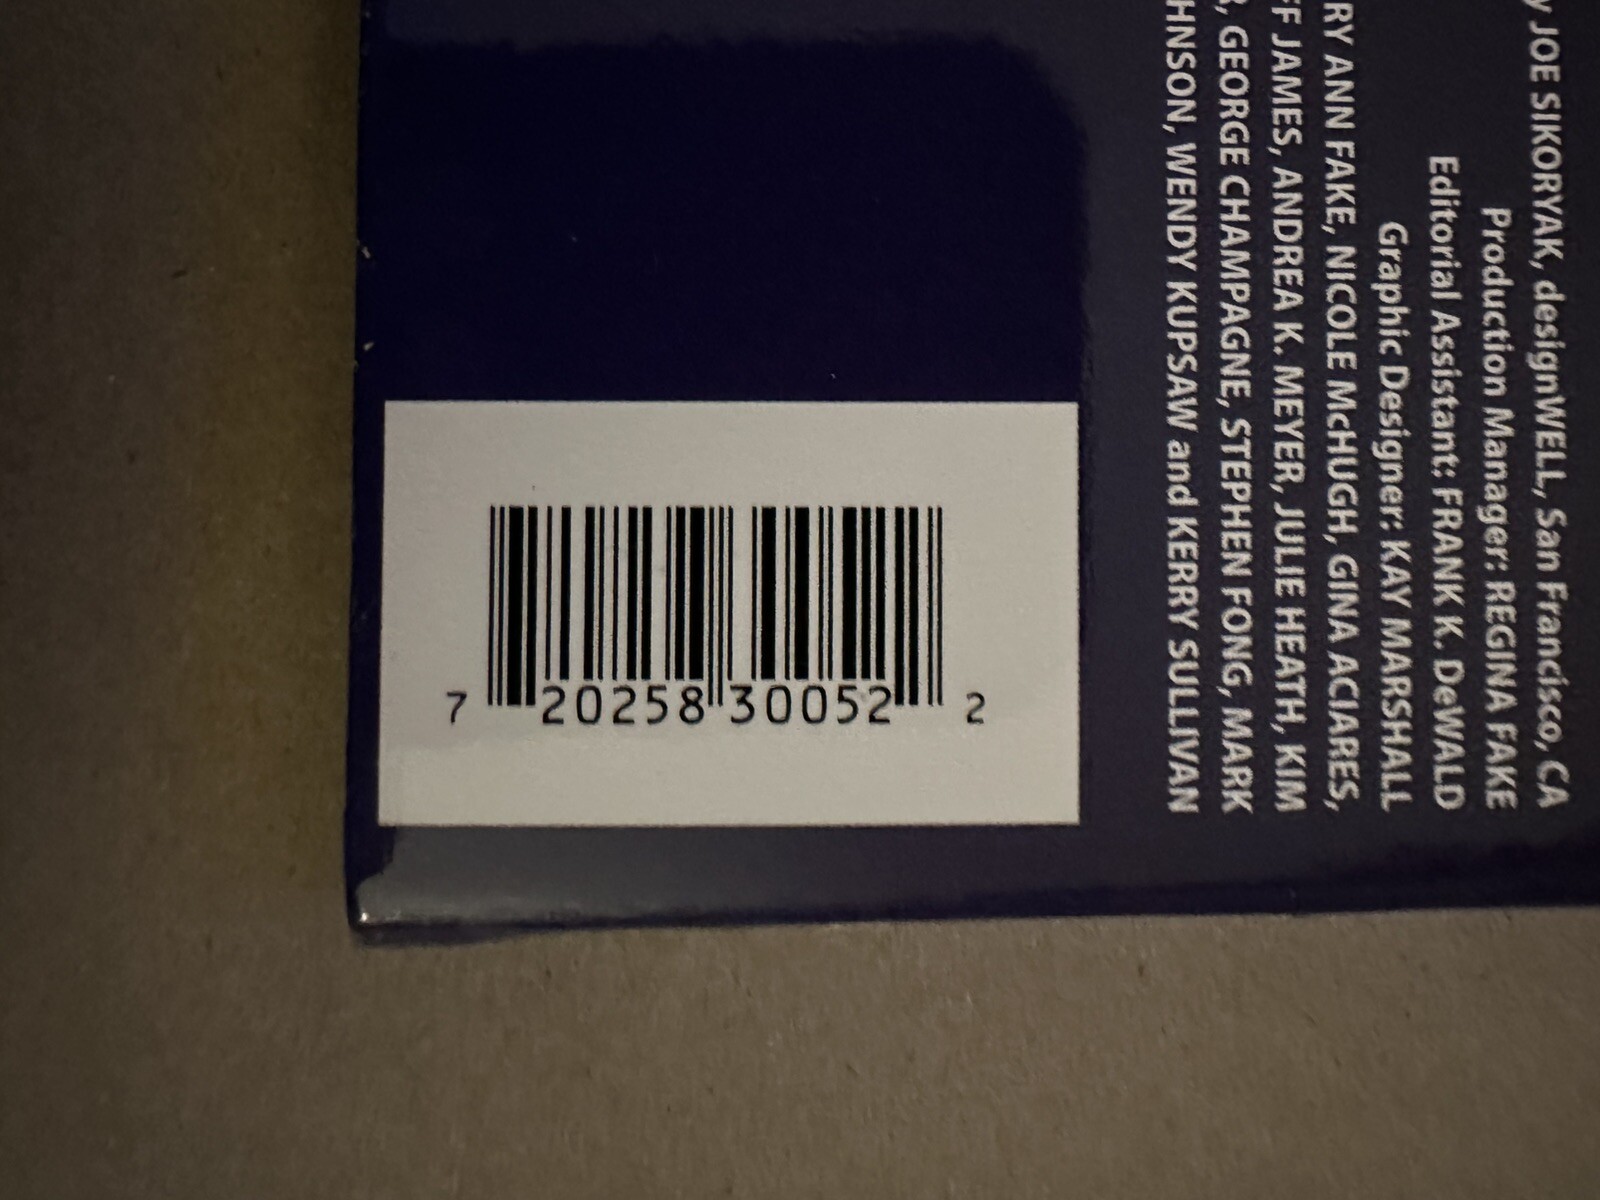 y JOE SIKORYAK, designWELL, San Francisco, CA
Production Manager: REGINA FAKE
Editorial Assistant: FRANK K. DeWALD
Graphic Designer: KAY MARSHALL
RY ANN FAKE, NICOLE McHUGH, GINA ACIARES,
FF JAMES, ANDREA K. MEYER, JULIE HEATH, KIM
R, GEORGE CHAMPAGNE, STEPHEN FONG, MARK
HNSON, WENDY KUPSAW and KERRY SULLIVAN
7 20258 30052 2